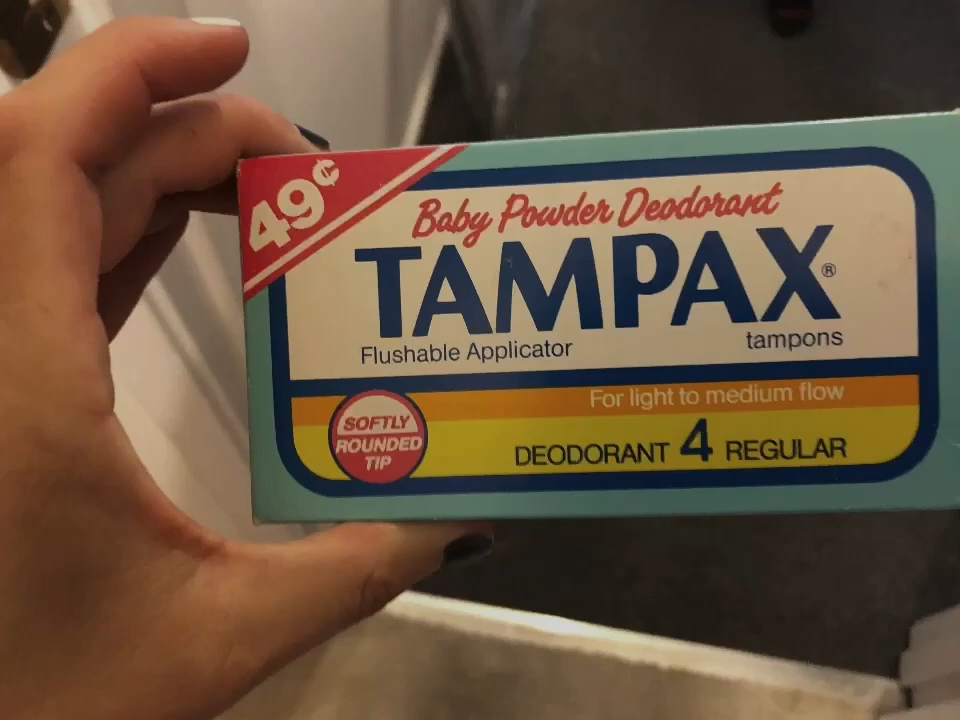 49¢
Baby Powder Deodorant
TAMPAX®
Flushable Applicator
tampons
For light to medium flow
SOFTLY
ROUNDED
TIP
DEODORANT 4 REGULAR